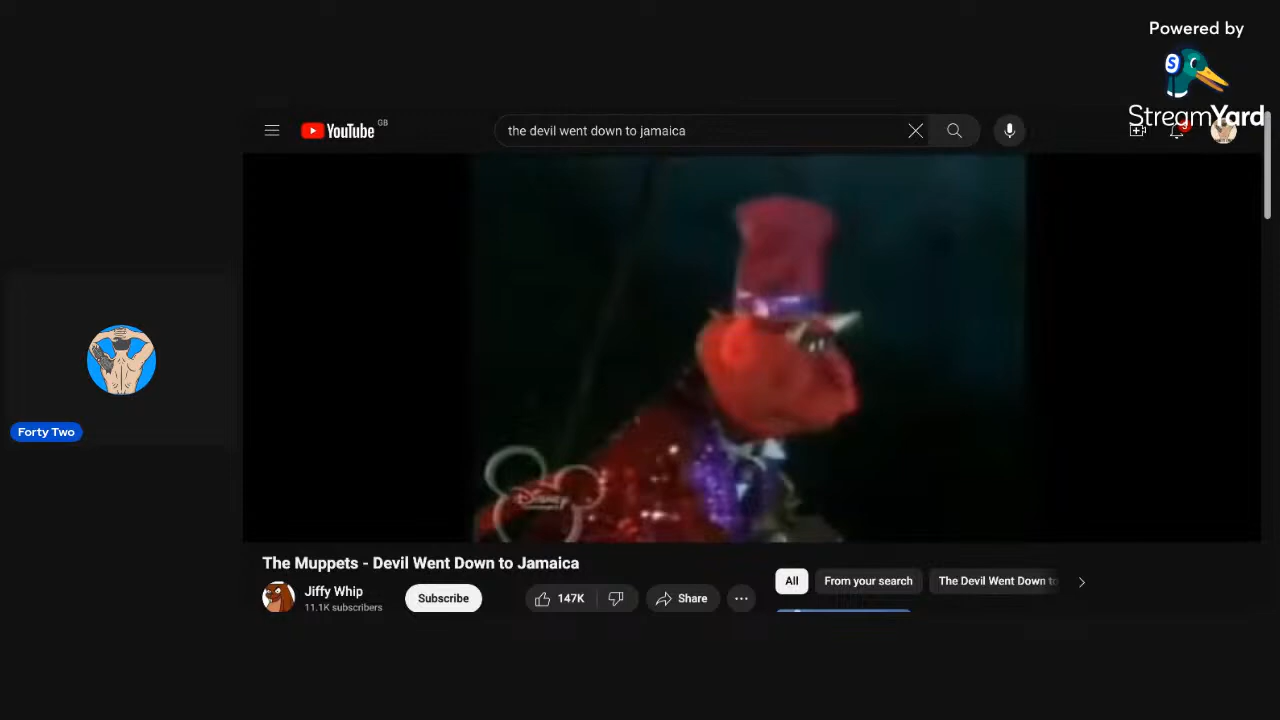 Powered by
StreamYard
YouTube GB
the devil went down to jamaica
3
S
Forty Two
Disney
The Muppets - Devil Went Down to Jamaica
Jiffy Whip
11.1K subscribers
Subscribe
147K
Share
All
From your search
The Devil Went Down to